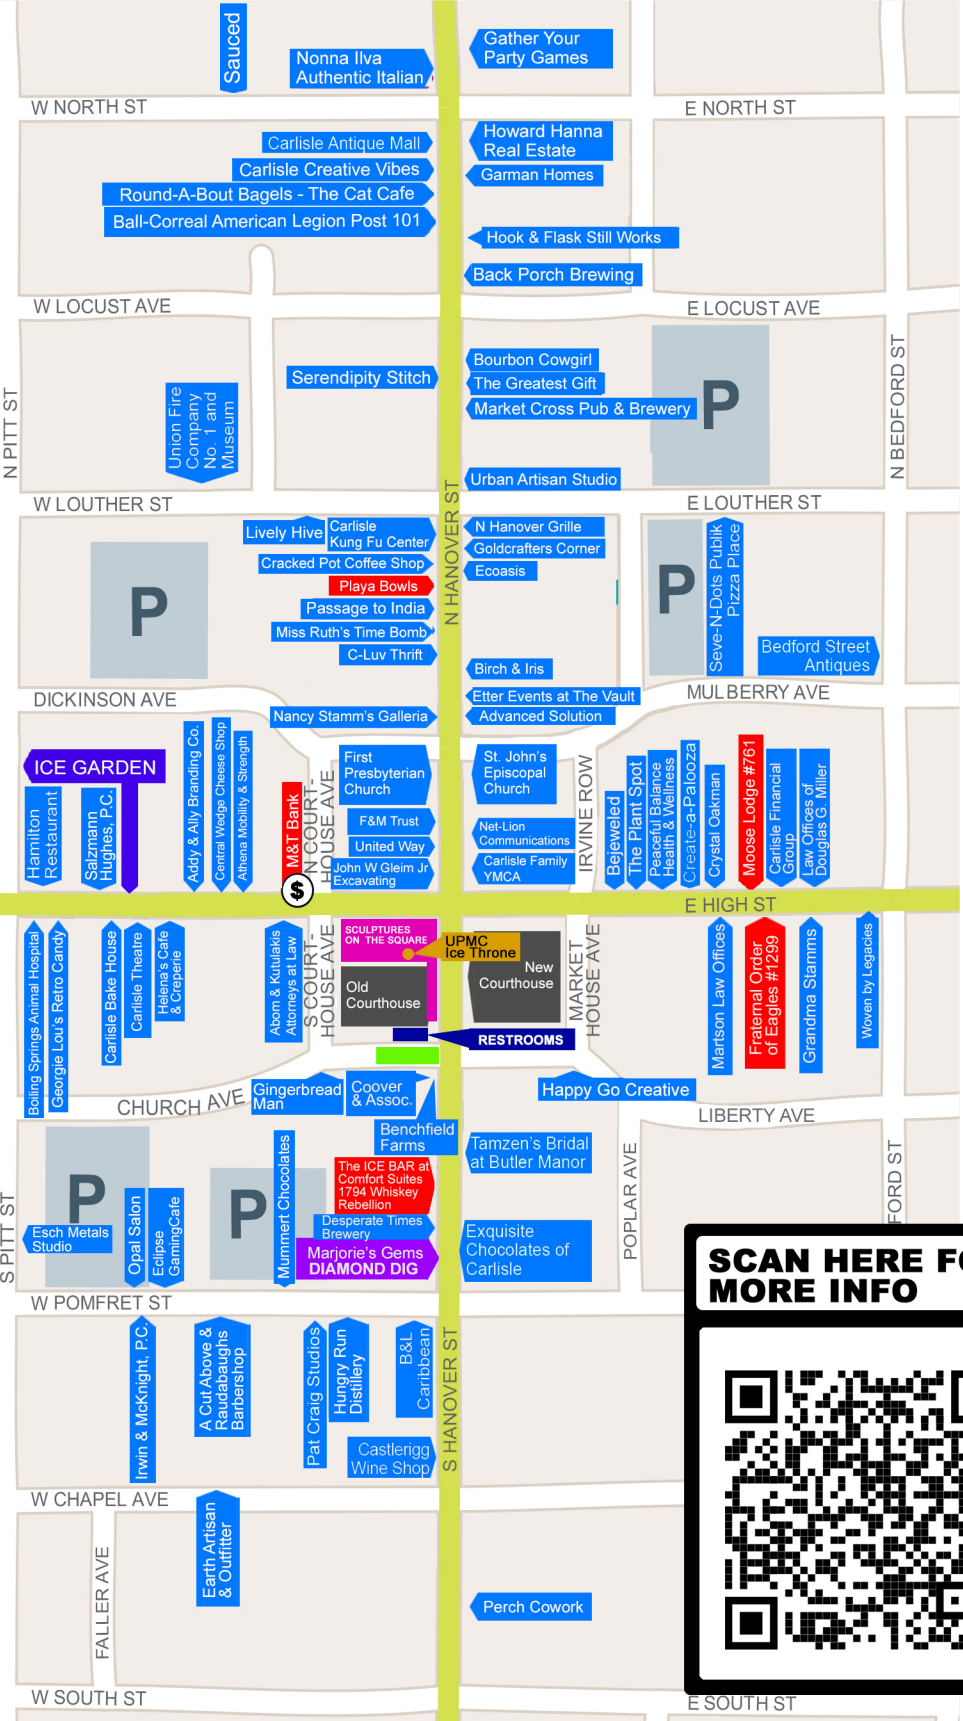 Sauced
Nonna Ilva
Authentic Italian
Gather Your
Party Games
W NORTH ST
E NORTH ST
Carlisle Antique Mall
Howard Hanna
Real Estate
Carlisle Creative Vibes
Garman Homes
Round-A-Bout Bagels - The Cat Cafe
Ball-Correal American Legion Post 101
Hook & Flask Still Works
Back Porch Brewing
W LOCUST AVE
E LOCUST AVE
N PITT ST
N BEDFORD ST
Serendipity Stitch
Bourbon Cowgirl
The Greatest Gift
Market Cross Pub & Brewery
P
Union Fire
Company
No. 1 and
Museum
Urban Artisan Studio
W LOUTHER ST
E LOUTHER ST
N HANOVER ST
Lively Hive
Carlisle
Kung Fu Center
Cracked Pot Coffee Shop
Playa Bowls
Passage to India
Miss Ruth's Time Bomb
C-Luv Thrift
N Hanover Grille
Goldcrafters Corner
Ecoasis
P
P
Seve-N-Dots Publik
Pizza Place
Bedford Street
Antiques
Birch & Iris
Etter Events at The Vault
Advanced Solution
DICKINSON AVE
MULBERRY AVE
Nancy Stamm's Galleria
ICE GARDEN
Hamilton
Restaurant
Salzmann
Hughes, P.C.
Addy & Ally Branding Co.
Central Wedge Cheese Shop
Athena Mobility & Strength
M&T Bank
$
N COURT-
HOUSE AVE
First
Presbyterian
Church
F&M Trust
United Way
John W Gleim Jr
Excavating
St. John's
Episcopal
Church
Net-Lion
Communications
Carlisle Family
YMCA
IRVINE ROW
Bejeweled
The Plant Spot
Peaceful Balance
Health & Wellness
Create-a-Palooza
Crystal Oakman
Moose Lodge #761
Carlisle Financial
Group
Law Offices of
Douglas G. Miller
E HIGH ST
Boiling Springs Animal Hospital
Georgie Lou's Retro Candy
Carlisle Bake House
Carlisle Theatre
Helena's Cafe
& Creperie
Abom & Kutulakis
Attorneys at Law
S COURT-
HOUSE AVE
SCULPTURES
ON THE SQUARE
UPMC
Ice Throne
Old
Courthouse
New
Courthouse
RESTROOMS
MARKET
HOUSE AVE
Martson Law Offices
Fraternal Order
of Eagles #1299
Grandma Stamms
Woven by Legacies
CHURCH AVE
Gingerbread
Man
Coover
& Assoc.
Happy Go Creative
LIBERTY AVE
Benchfield
Farms
Tamzen's Bridal
at Butler Manor
P
P
S PITT ST
Esch Metals
Studio
Opal Salon
Eclipse
GamingCafe
Mummert Chocolates
The ICE BAR at
Comfort Suites
1794 Whiskey
Rebellion
Desperate Times
Brewery
Marjorie's Gems
DIAMOND DIG
Exquisite
Chocolates of
Carlisle
POPLAR AVE
FORD ST
W POMFRET ST
SCAN HERE FO
MORE INFO
Irwin & McKnight, P.C.
A Cut Above &
Raudabaughs
Barbershop
Pat Craig Studios
Hungry Run
Distillery
B&L
Caribbean
Castlerigg
Wine Shop
S HANOVER ST
W CHAPEL AVE
FALLER AVE
Earth Artisan
& Outfitter
Perch Cowork
W SOUTH ST
E SOUTH ST